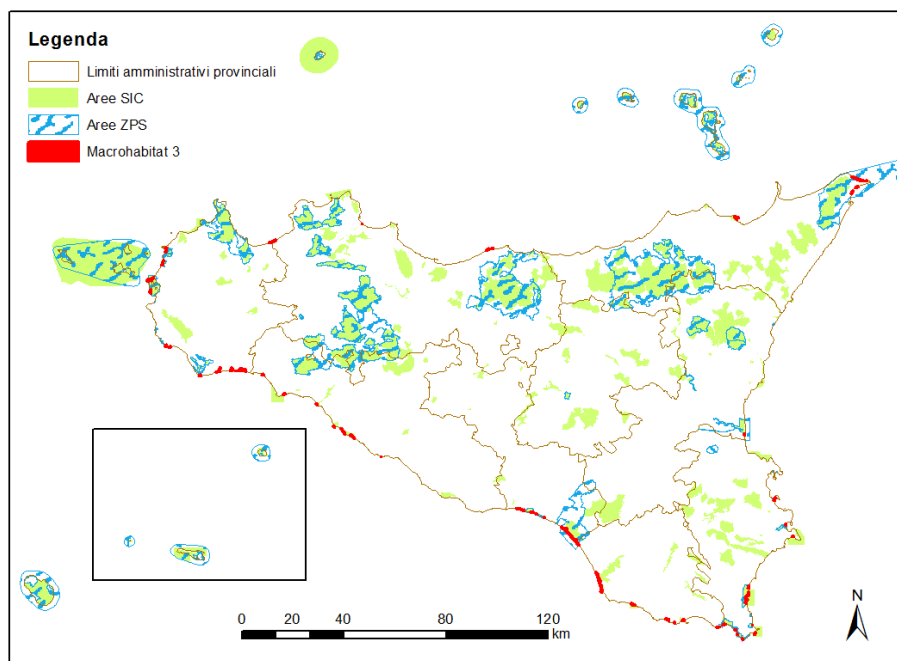 Legenda
Limiti amministrativi provinciali
Aree SIC
Aree ZPS
Macrohabitat 3
N
0 20 40 80 120
km